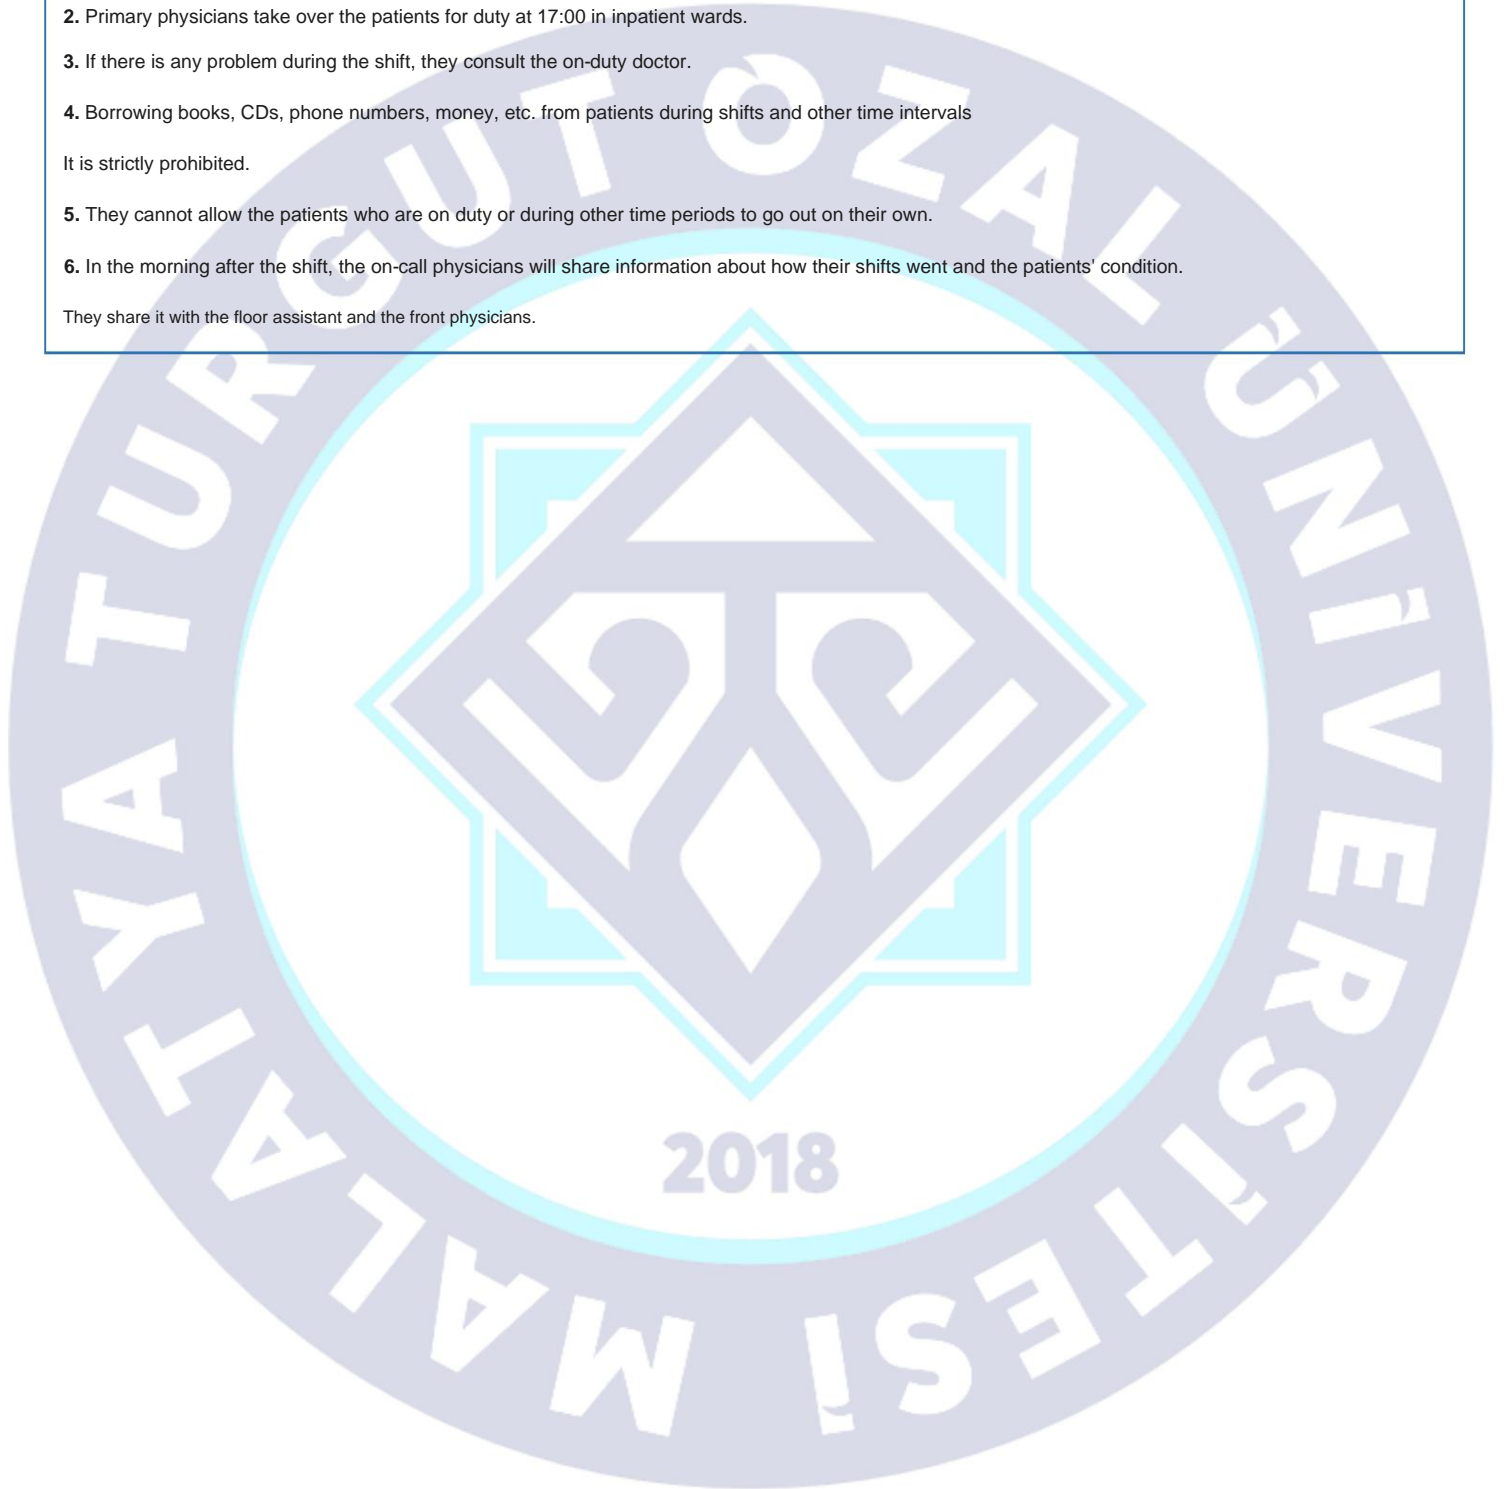 2. Primary physicians take over the patients for duty at 17:00 in inpatient wards.
3. If there is any problem during the shift, they consult the on-duty doctor.
4. Borrowing books, CDs, phone numbers, money, etc. from patients during shifts and other time intervals
It is strictly prohibited.
5. They cannot allow the patients who are on duty or during other time periods to go out on their own.
6. In the morning after the shift, the on-call physicians will share information about how their shifts went and the patients' condition.
They share it with the floor assistant and the front physicians.
MALATYA TURGUT ÖZAL ÜNİVERSİTESİ
2018